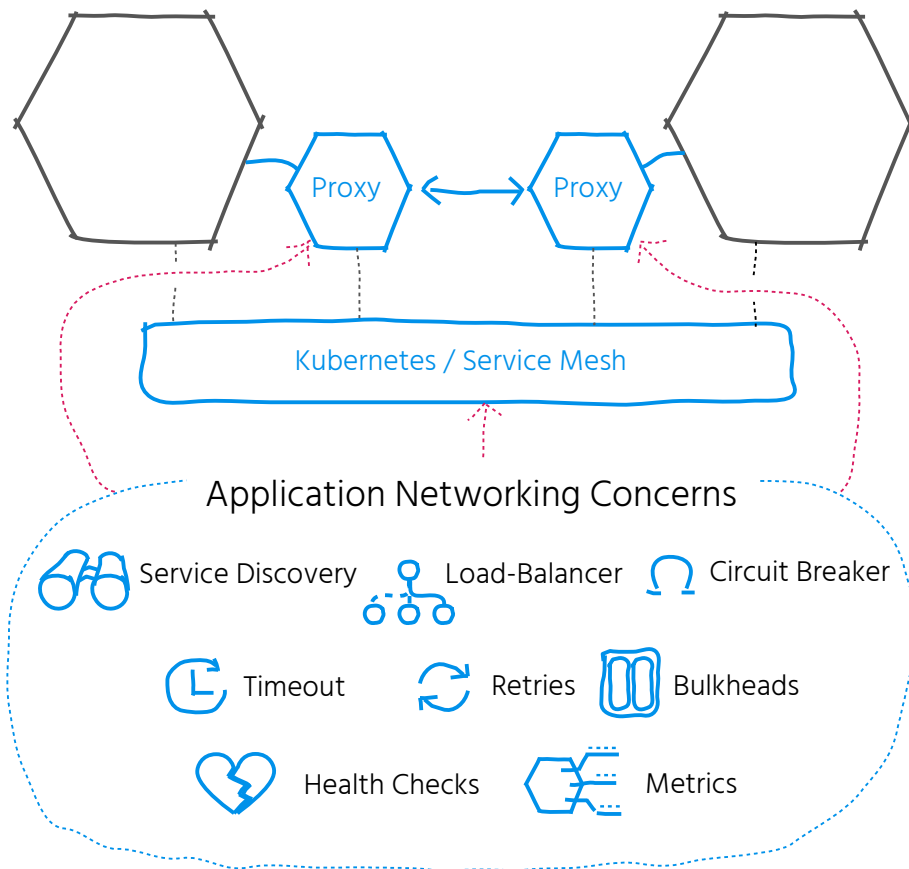 Proxy
Proxy
Kubernetes / Service Mesh
Application Networking Concerns
Service Discovery
Load-Balancer
Circuit Breaker
Timeout
Retries
Bulkheads
Health Checks
Metrics